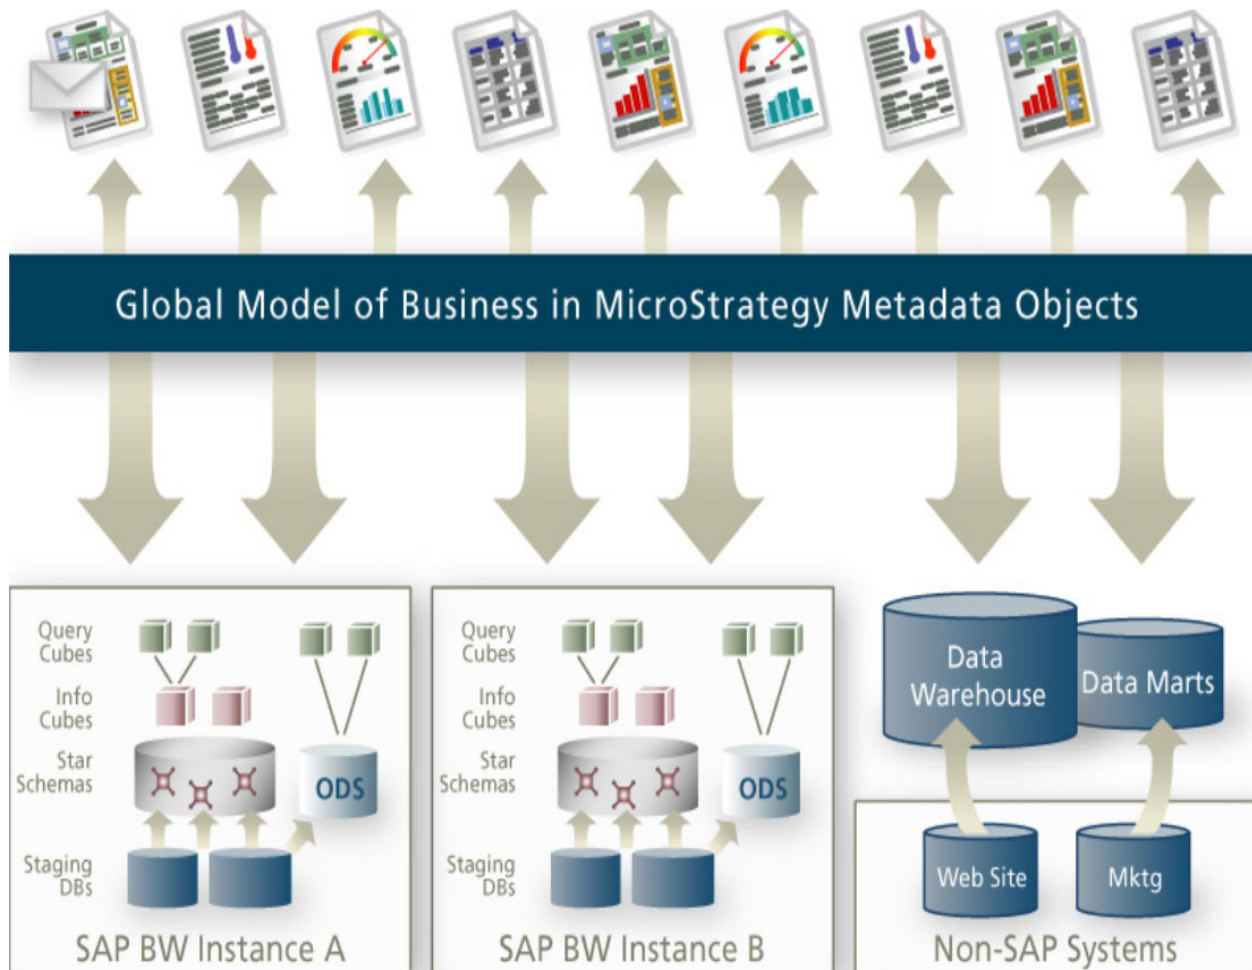 Global Model of Business in MicroStrategy Metadata Objects
Query
Cubes
Info
Cubes
Star
Schemas
ODS
Staging
DBs
SAP BW Instance A
Query
Cubes
Info
Cubes
Star
Schemas
ODS
Staging
DBs
SAP BW Instance B
Data
Warehouse
Data Marts
Web Site
Mktg
Non-SAP Systems